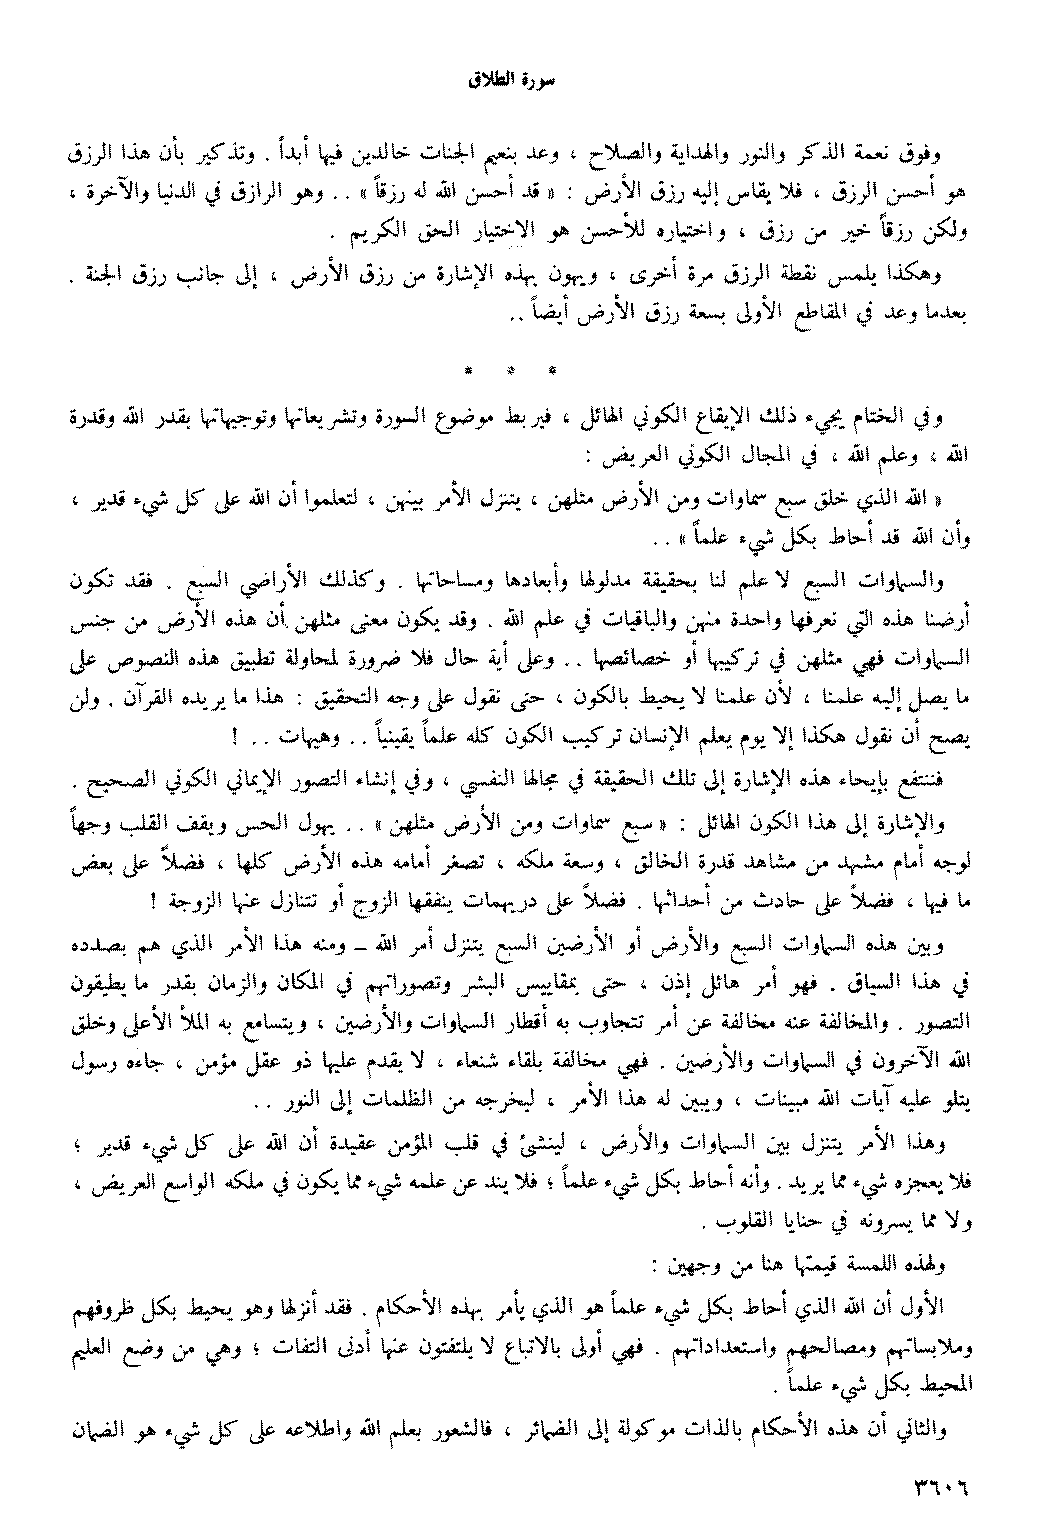 سورة الطلاق
وفوق نعمة الذكر والنور والهداية والصلاح ، وعد بنعيم الجنات خالدين فيها أبداً . وتذكير بأن هذا الرزق
هو أحسن الرزق ، فلا يقاس إليه رزق الأرض : « قد أحسن الله له رزقاً » .. وهو الرازق في الدنيا والآخرة ،
ولكن رزقاً خير من رزق ، واختياره للأحسن هو الاختيار الحق الكريم .
وهكذا يلمس نقطة الرزق مرة أخرى ، ويهون بهذه الإشارة من رزق الأرض ، إلى جانب رزق الجنة .
بعدما وعد في المقاطع الأولى بسعة رزق الأرض أيضاً ..
* * *
وفي الختام يجيء ذلك الإيقاع الكوني الهائل ، فيربط موضوع السورة وتشريعاتها وتوجيهاتها بقدر الله وقدرة
الله ، وعلم الله ، في المجال الكوني العريض :
« الله الذي خلق سبع سماوات ومن الأرض مثلهن ، يتنزل الأمر بينهن ، لتعلموا أن الله على كل شيء قدير ،
وأن الله قد أحاط بكل شيء علماً » ..
والسماوات السبع لا علم لنا بحقيقة مدلولها وأبعادها ومساحاتها . وكذلك الأراضي السبع . فقد تكون
أرضنا هذه التي نعرفها واحدة منهن والباقيات في علم الله . وقد يكون معنى مثلهن أن هذه الأرض من جنس
السماوات فهي مثلهن في تركيبها أو خصائصها .. وعلى أية حال فلا ضرورة لمحاولة تطبيق هذه النصوص على
ما يصل إليه علمنا ، لأن علمنا لا يحيط بالكون ، حتى نقول على وجه التحقيق : هذا ما يريده القرآن . ولن
يصح أن نقول هكذا إلا يوم يعلم الإنسان تركيب الكون كله علماً يقينياً .. وهيهات .. !
فننتفع بإيحاء هذه الإشارة إلى تلك الحقيقة في مجالها النفسي ، وفي إنشاء التصور الإيماني الكوني الصحيح .
والإشارة إلى هذا الكون الهائل : « سبع سماوات ومن الأرض مثلهن » .. يهول الحس ويقف القلب وجهاً
لوجه أمام مشهد من مشاهد قدرة الخالق ، وسعة ملكه ، تصغر أمامه هذه الأرض كلها ، فضلاً على بعض
ما فيها ، فضلاً على حادث من أحداثها . فضلاً على دريهمات ينفقها الزوج أو تتنازل عنها الزوجة !
وبين هذه السماوات السبع والأرض أو الأرضين السبع يتنزل أمر الله – ومنه هذا الأمر الذي هم بصدده
في هذا السياق . فهو أمر هائل إذن ، حتى بمقاييس البشر وتصوراتهم في المكان والزمان بقدر ما يطيقون
التصور . والمخالفة عنه مخالفة عن أمر تتجاوب به أقطار السماوات والأرضين ، ويتسامع به الملأ الأعلى وخلق
الله الآخرون في السماوات والأرضين . فهي مخالفة بلقاء شنعاء ، لا يقدم عليها ذو عقل مؤمن ، جاءه رسول
يتلو عليه آيات الله مبينات ، ويبين له هذا الأمر ، ليخرجه من الظلمات إلى النور ..
وهذا الأمر يتنزل بين السماوات والأرض ، لينشئ في قلب المؤمن عقيدة أن الله على كل شيء قدير ؛
فلا يعجزه شيء مما يريد . وأنه أحاط بكل شيء علماً ؛ فلا يند عن علمه شيء مما يكون في ملكه الواسع العريض ،
ولا مما يسرونه في حنايا القلوب .
ولهذه اللمسة قيمتها هنا من وجهين :
الأول أن الله الذي أحاط بكل شيء علماً هو الذي يأمر بهذه الأحكام . فقد أنزلها وهو يحيط بكل ظروفهم
وملابساتهم ومصالحهم واستعداداتهم . فهي أولى بالاتباع لا يلتفتون عنها أدنى التفات ؛ وهي من وضع العليم
المحيط بكل شيء علماً .
والثاني أن هذه الأحكام بالذات موكولة إلى الضمائر ، فالشعور بعلم الله واطلاعه على كل شيء هو الضمان
٣٦٠٦